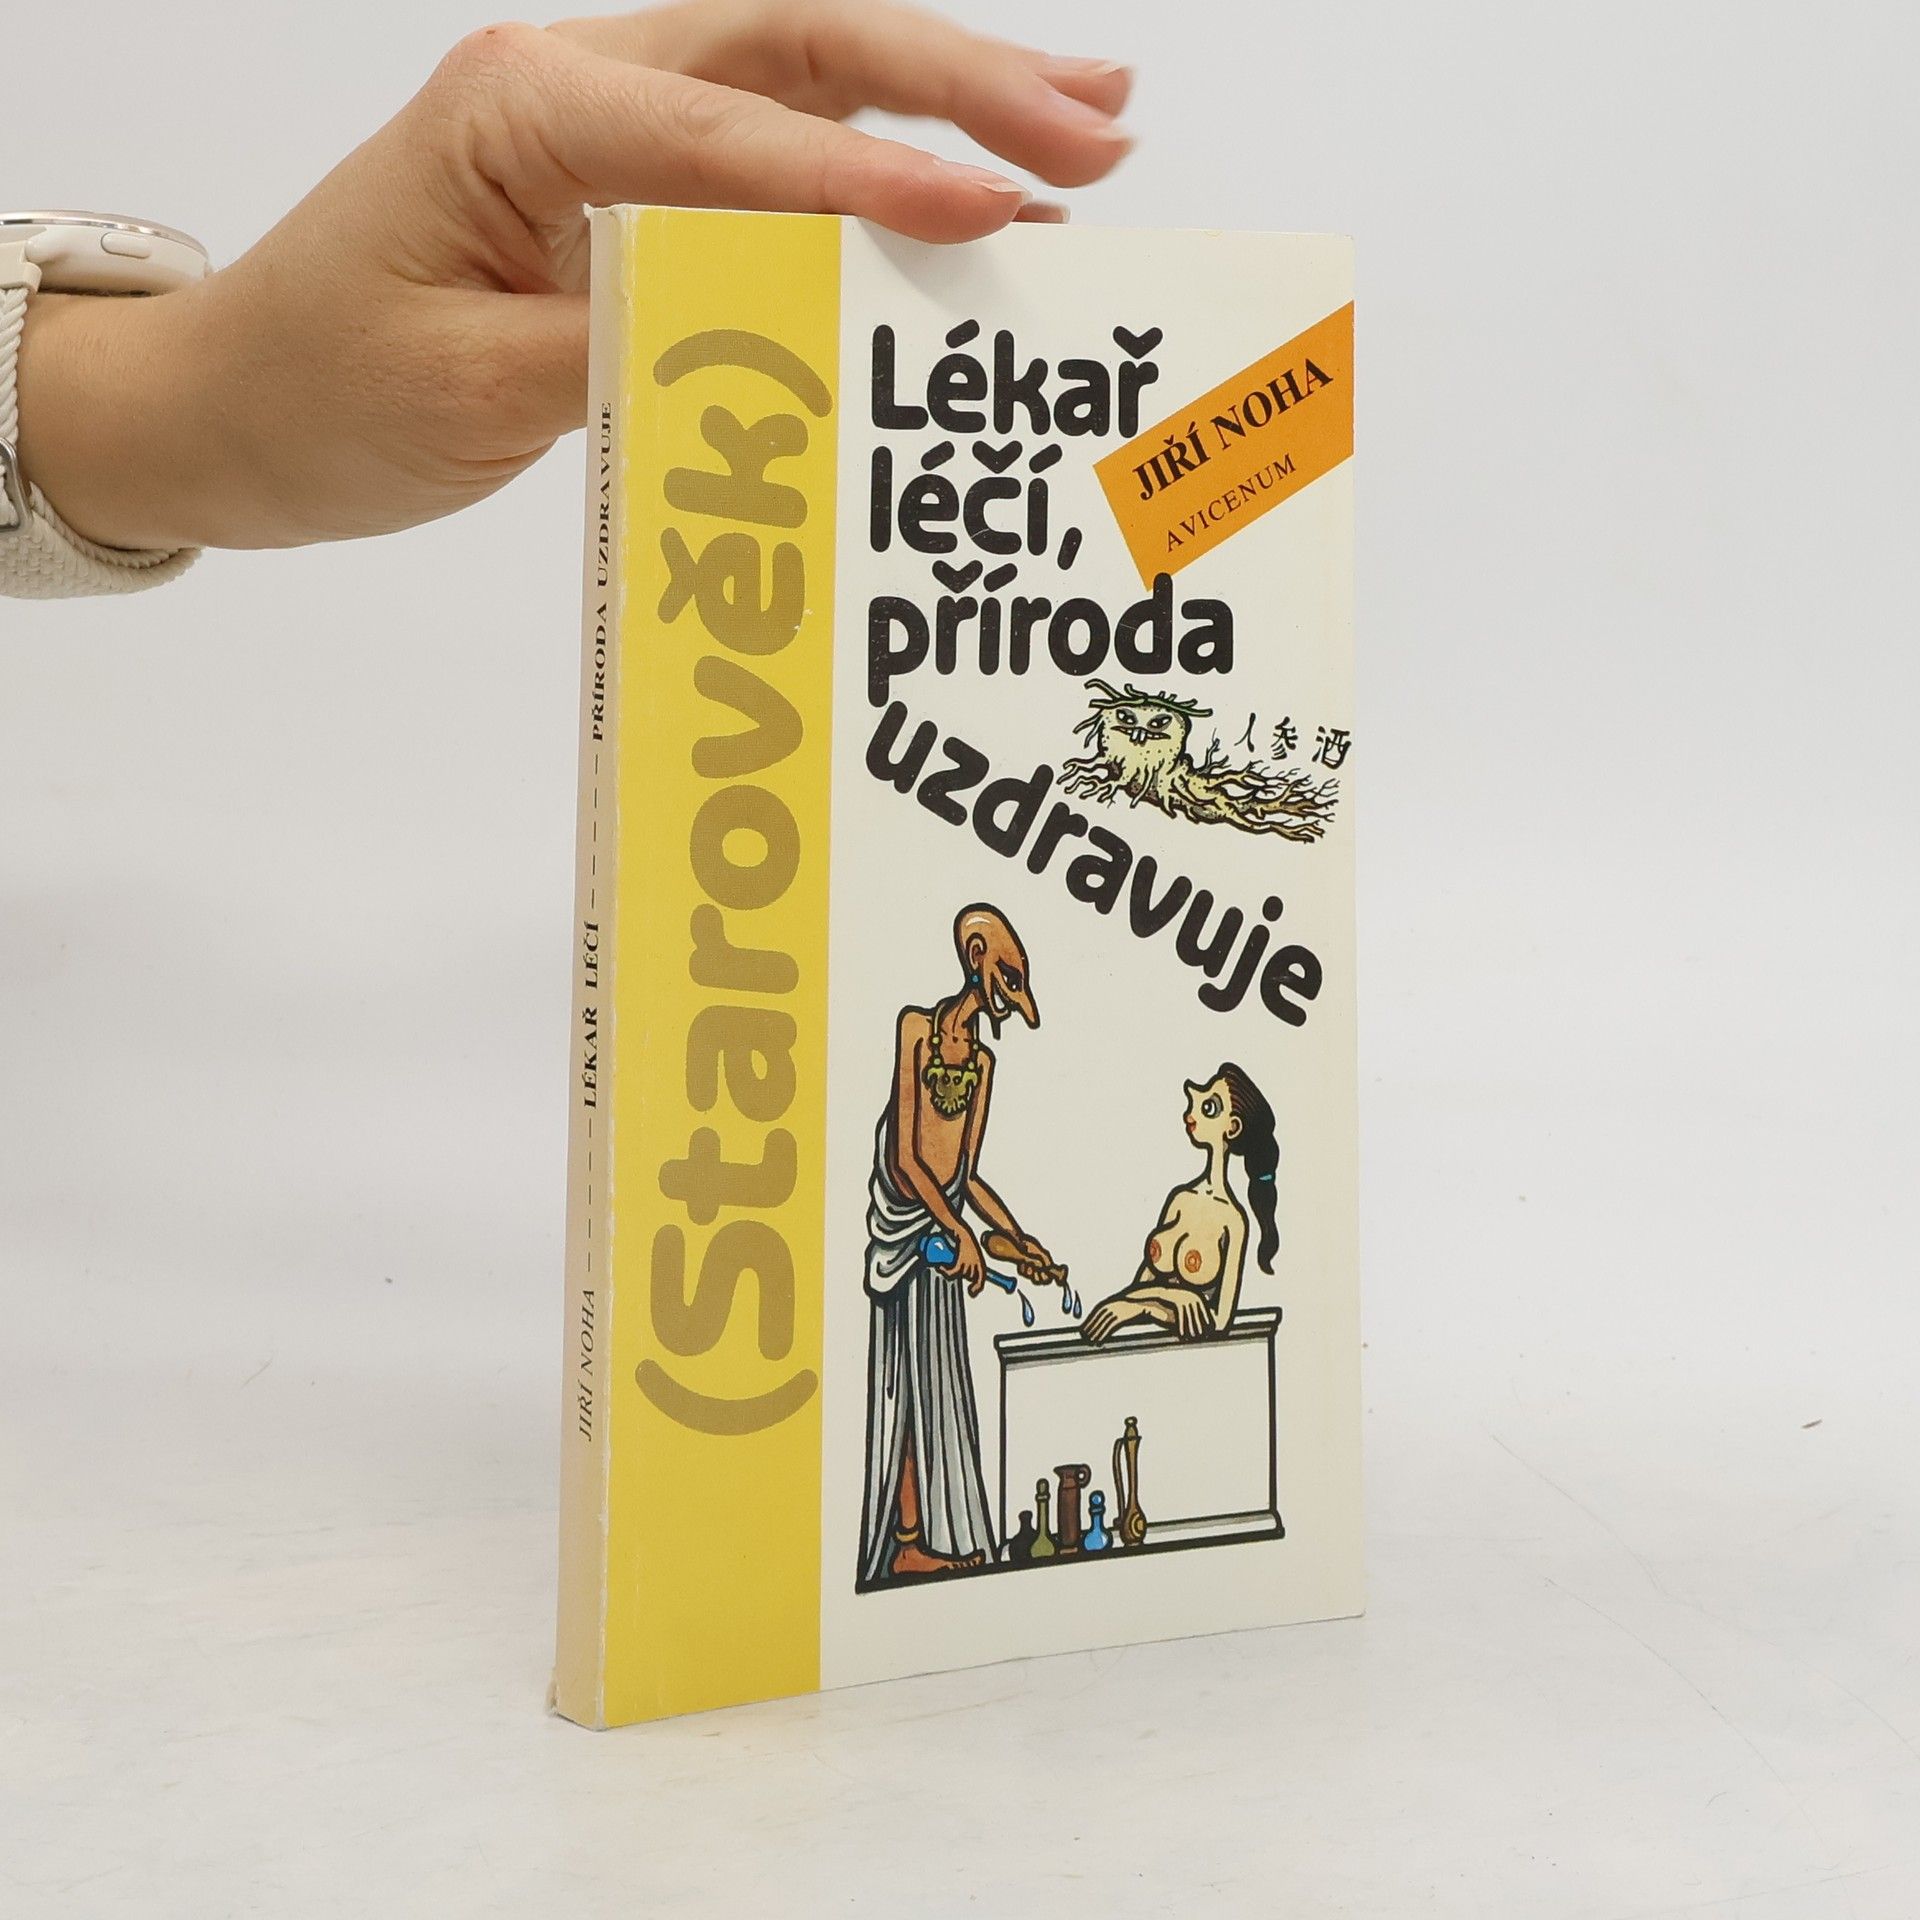 JIŘÍ NOHA – – – – LÉKAŘ LÉČÍ – – – – PŘÍRODA UZDRAVUJE
(Starověk)
Lékař
léčí,
příroda
uzdravuje
JIŘÍ NOHA
AVICENUM
人参酒